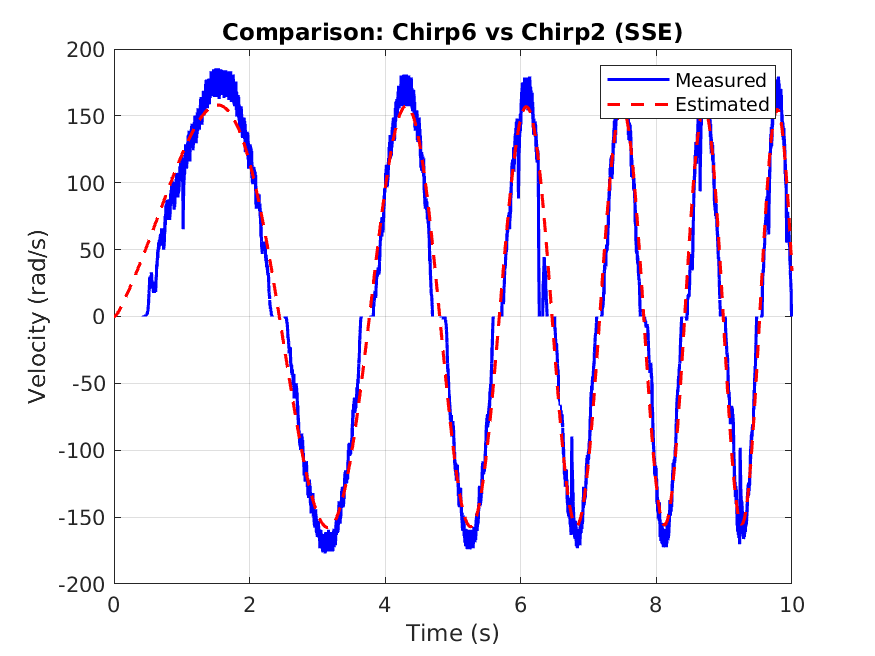 Comparison: Chirp6 vs Chirp2 (SSE)
200
150
100
50
0
-50
-100
-150
-200
Velocity (rad/s)
Measured
Estimated
0 2 4 6 8 10
Time (s)